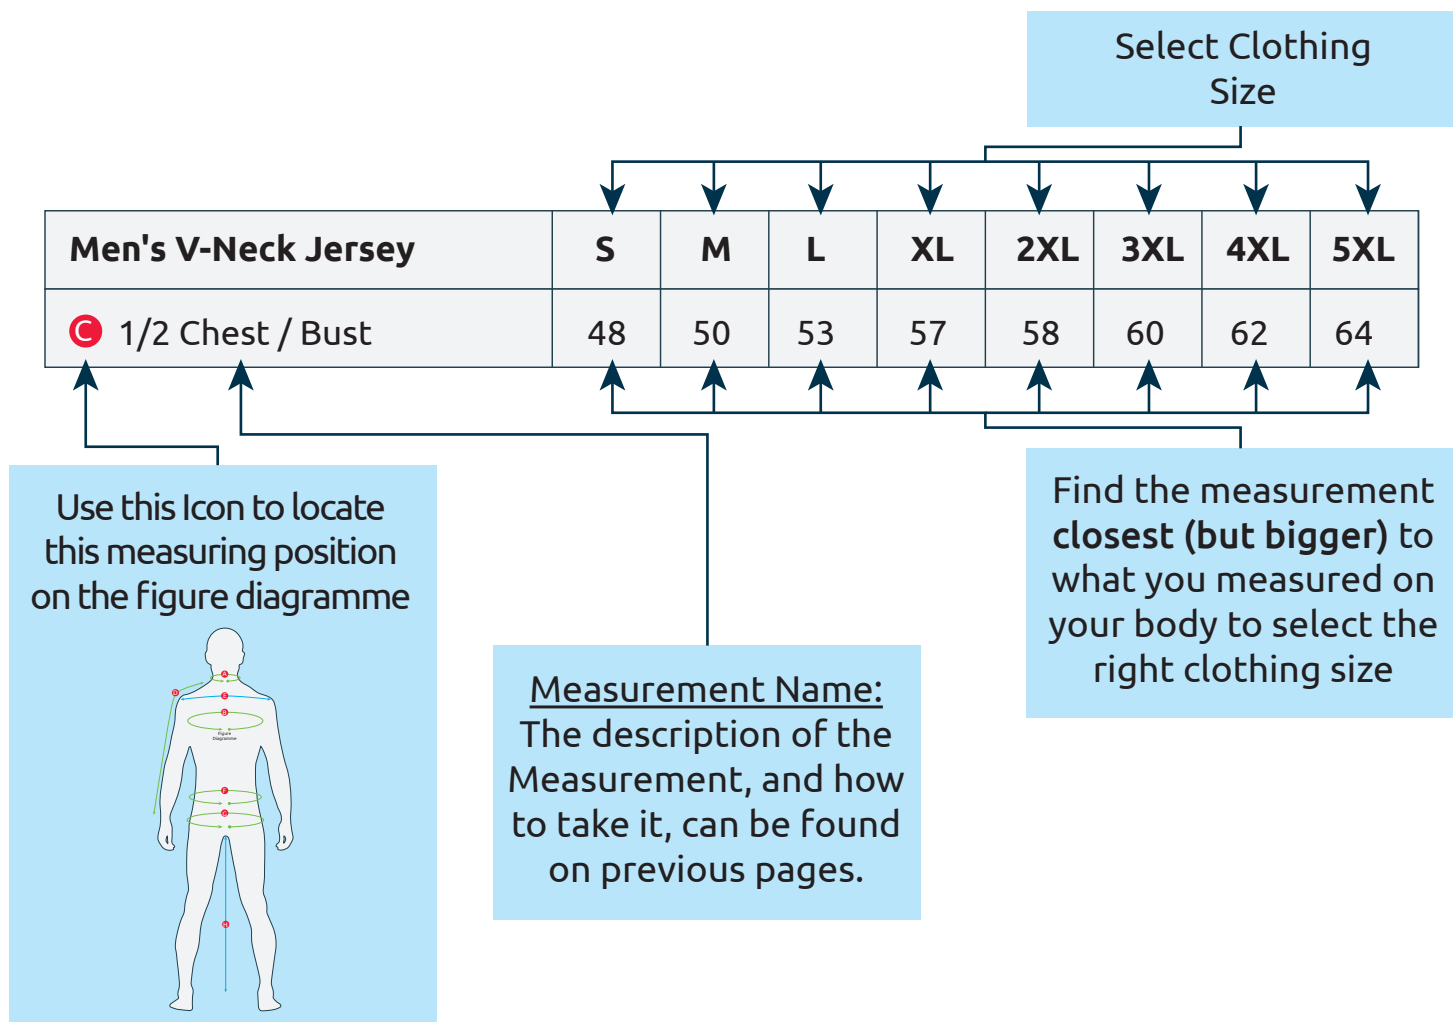 Select Clothing
Size
Men's V-Neck Jersey S M L XL 2XL 3XL 4XL 5XL
C 1/2 Chest / Bust 48 50 53 57 58 60 62 64
Use this Icon to locate
this measuring position
on the figure diagramme
A
D
E
B
Figure
Diagramme
F
G
H
Measurement Name:
The description of the
Measurement, and how
to take it, can be found
on previous pages.
Find the measurement
closest (but bigger) to
what you measured on
your body to select the
right clothing size